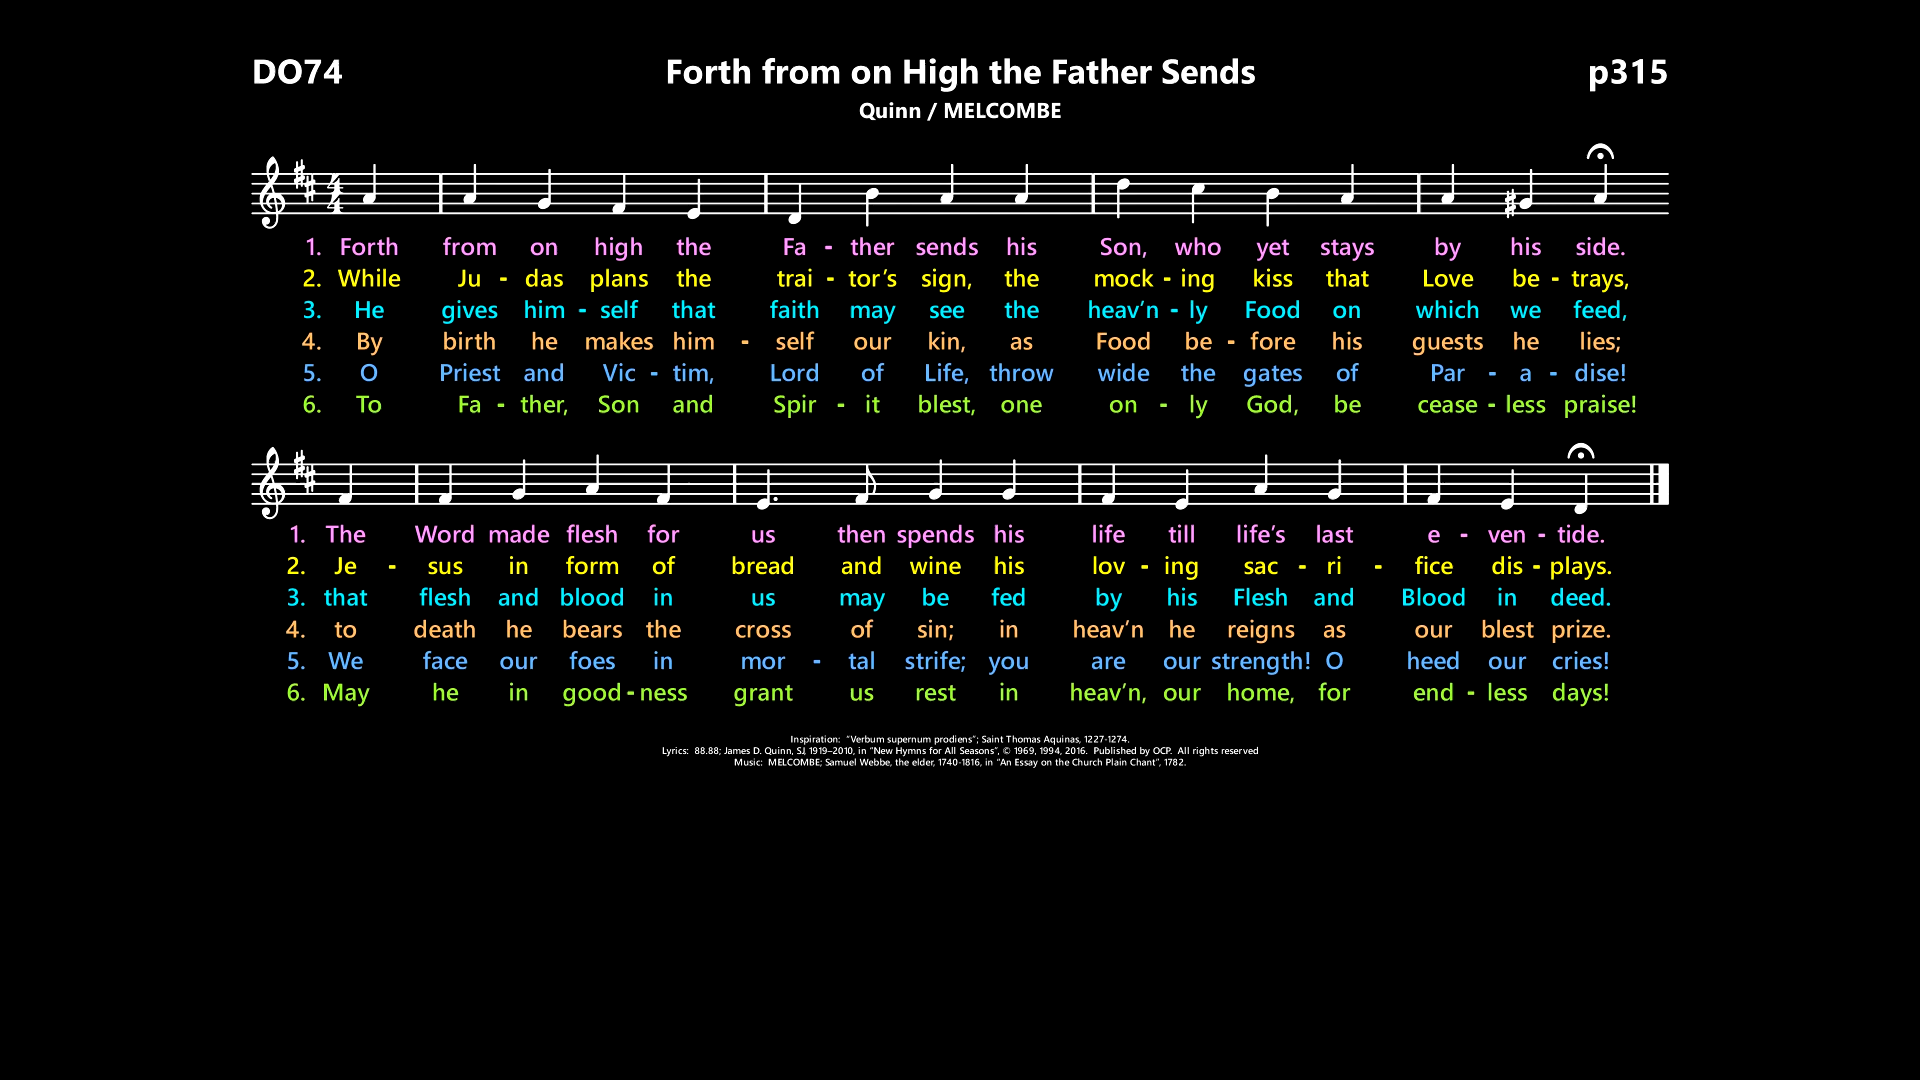 DO74 Forth from on High the Father Sends p315
Quinn / MELCOMBE
4 4
1. Forth from on high the Fa - ther sends his Son, who yet stays by his side.
2. While Ju - das plans the trai - tor's sign, the mock - ing kiss that Love be - trays,
3. He gives him - self that faith may see the heav'n - ly Food on which we feed,
4. By birth he makes him - self our kin, as Food be - fore his guests he lies;
5. O Priest and Vic - tim, Lord of Life, throw wide the gates of Par - a - dise!
6. To Fa - ther, Son and Spir - it blest, one on - ly God, be cease - less praise!
1. The Word made flesh for us then spends his life till life's last e - ven - tide.
2. Je - sus in form of bread and wine his lov - ing sac - ri - fice dis - plays.
3. that flesh and blood in us may be fed by his Flesh and Blood in deed.
4. to death he bears the cross of sin; in heav'n he reigns as our blest prize.
5. We face our foes in mor - tal strife; you are our strength! O heed our cries!
6. May he in good - ness grant us rest in heav'n, our home, for end - less days!
Inspiration: "Verbum supernum prodiens"; Saint Thomas Aquinas, 1227-1274.
Lyrics: 88.88; James D. Quinn, SJ, 1919–2010, in "New Hymns for All Seasons", © 1969, 1994, 2016. Published by OCP. All rights reserved
Music: MELCOMBE; Samuel Webbe, the elder, 1740-1816, in "An Essay on the Church Plain Chant", 1782.